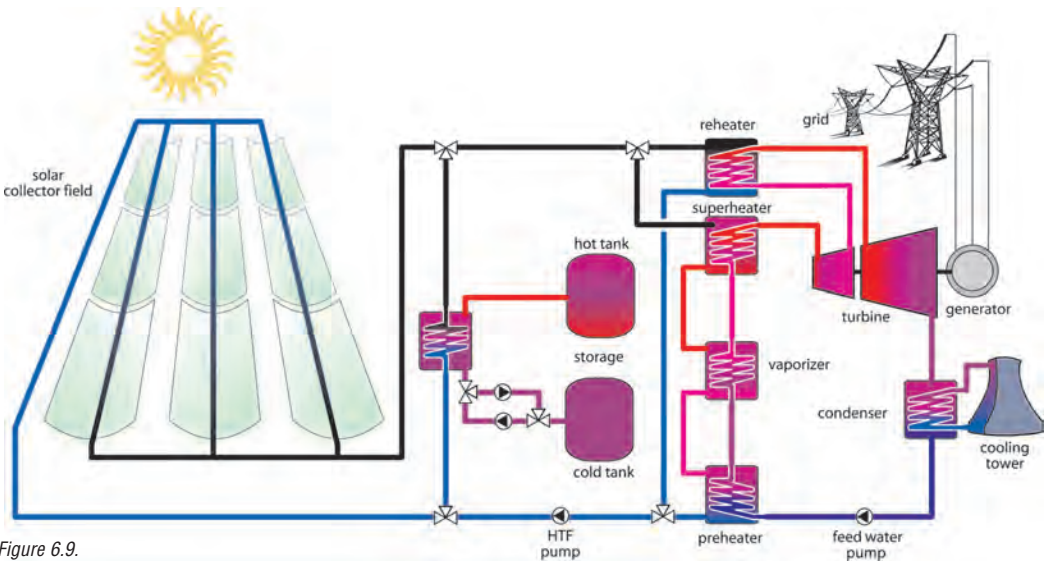 grid
reheater
solar
collector field
superheater
hot tank
turbine
generator
storage
vaporizer
condenser
cooling
tower
cold tank
HTF
pump
preheater
feed water
pump
Figure 6.9.